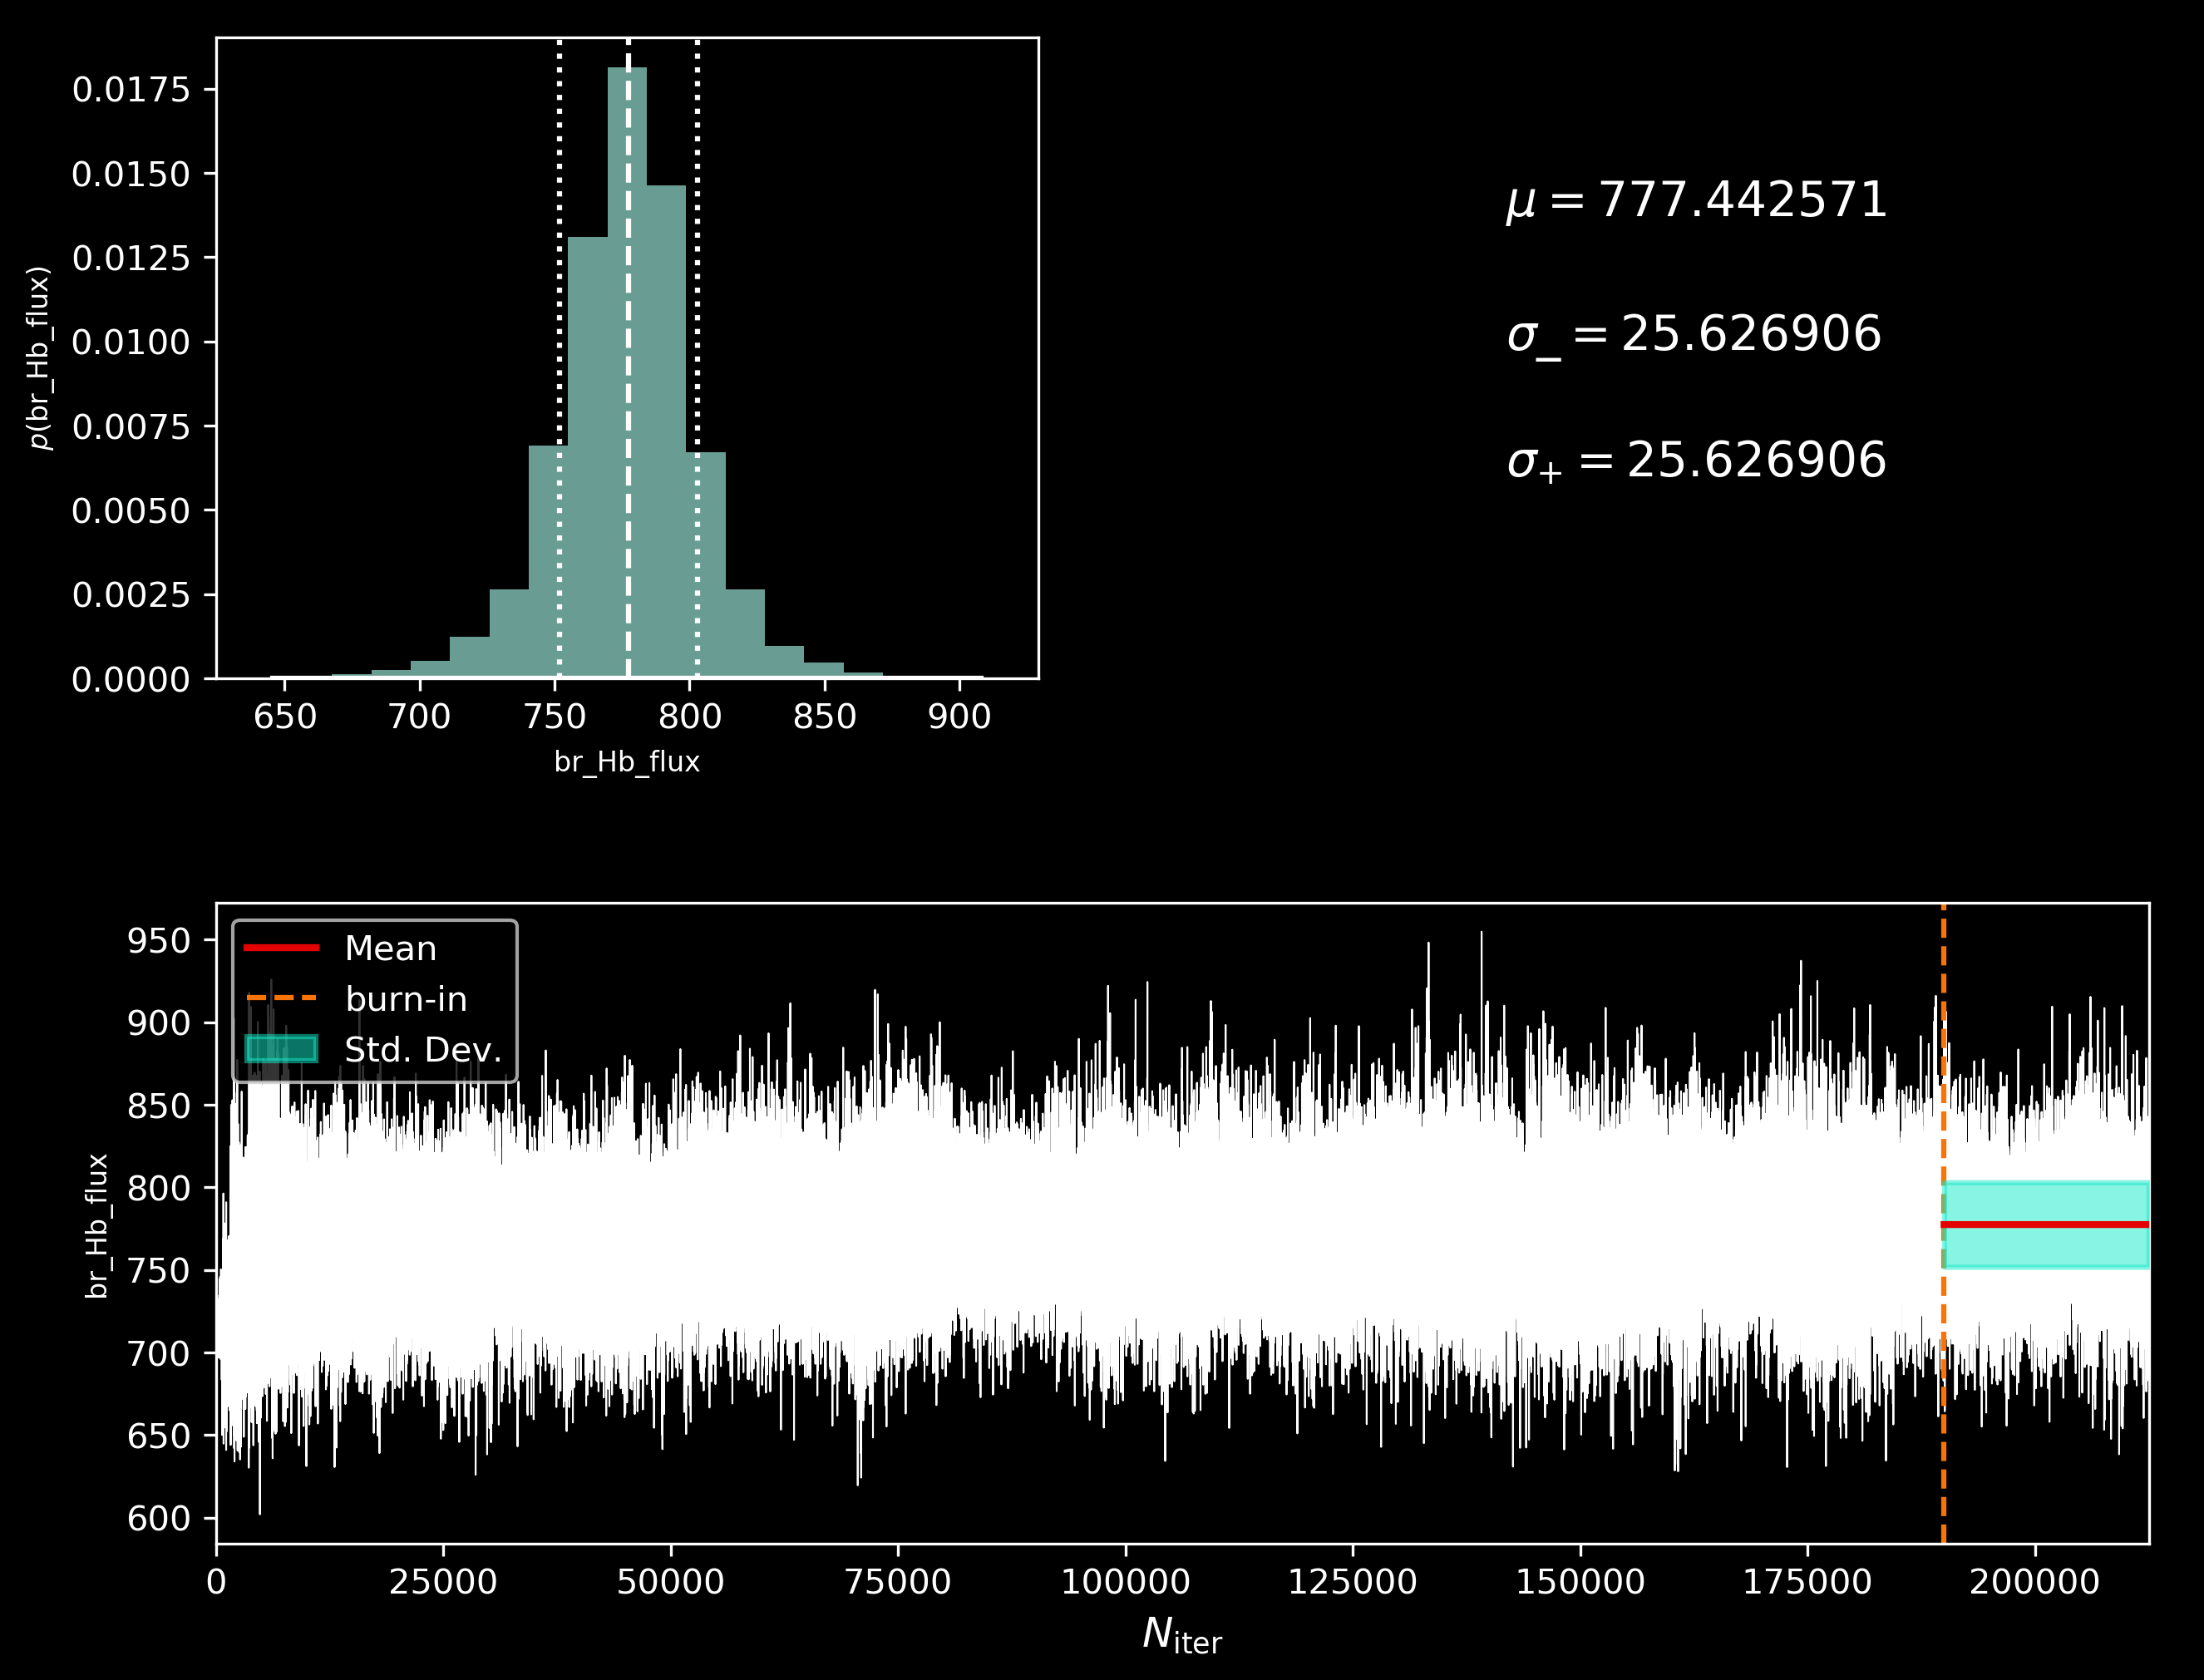 0.0175
0.0150
0.0125
0.0100
0.0075
0.0050
0.0025
0.0000
p(br_Hb_flux)
650 700 750 800 850 900
br_Hb_flux
μ = 777.442571
σ_ = 25.626906
σ+ = 25.626906
950
900
850
800
750
700
650
600
br_Hb_flux
Mean
burn-in
Std. Dev.
0 25000 50000 75000 100000 125000 150000 175000 200000
Niter